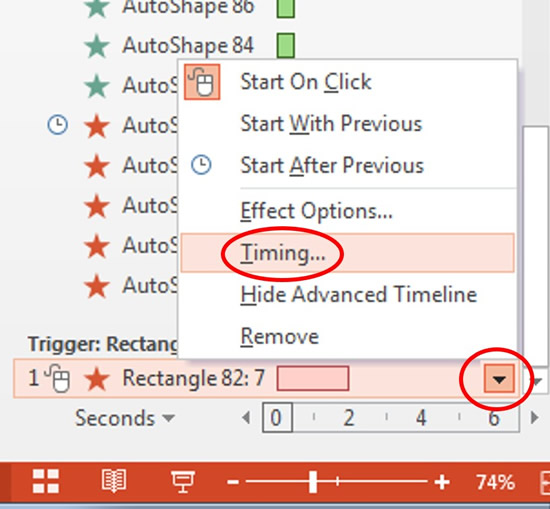 AutoShape 86
AutoShape 84
AutoS
Start On Click
Start With Previous
AutoS
Start After Previous
AutoS
Effect Options...
AutoS
Timing...
AutoS
Hide Advanced Timeline
AutoS
Remove
Trigger: Rectang
1 Rectangle 82: 7
Seconds 0 2 4 6
74%